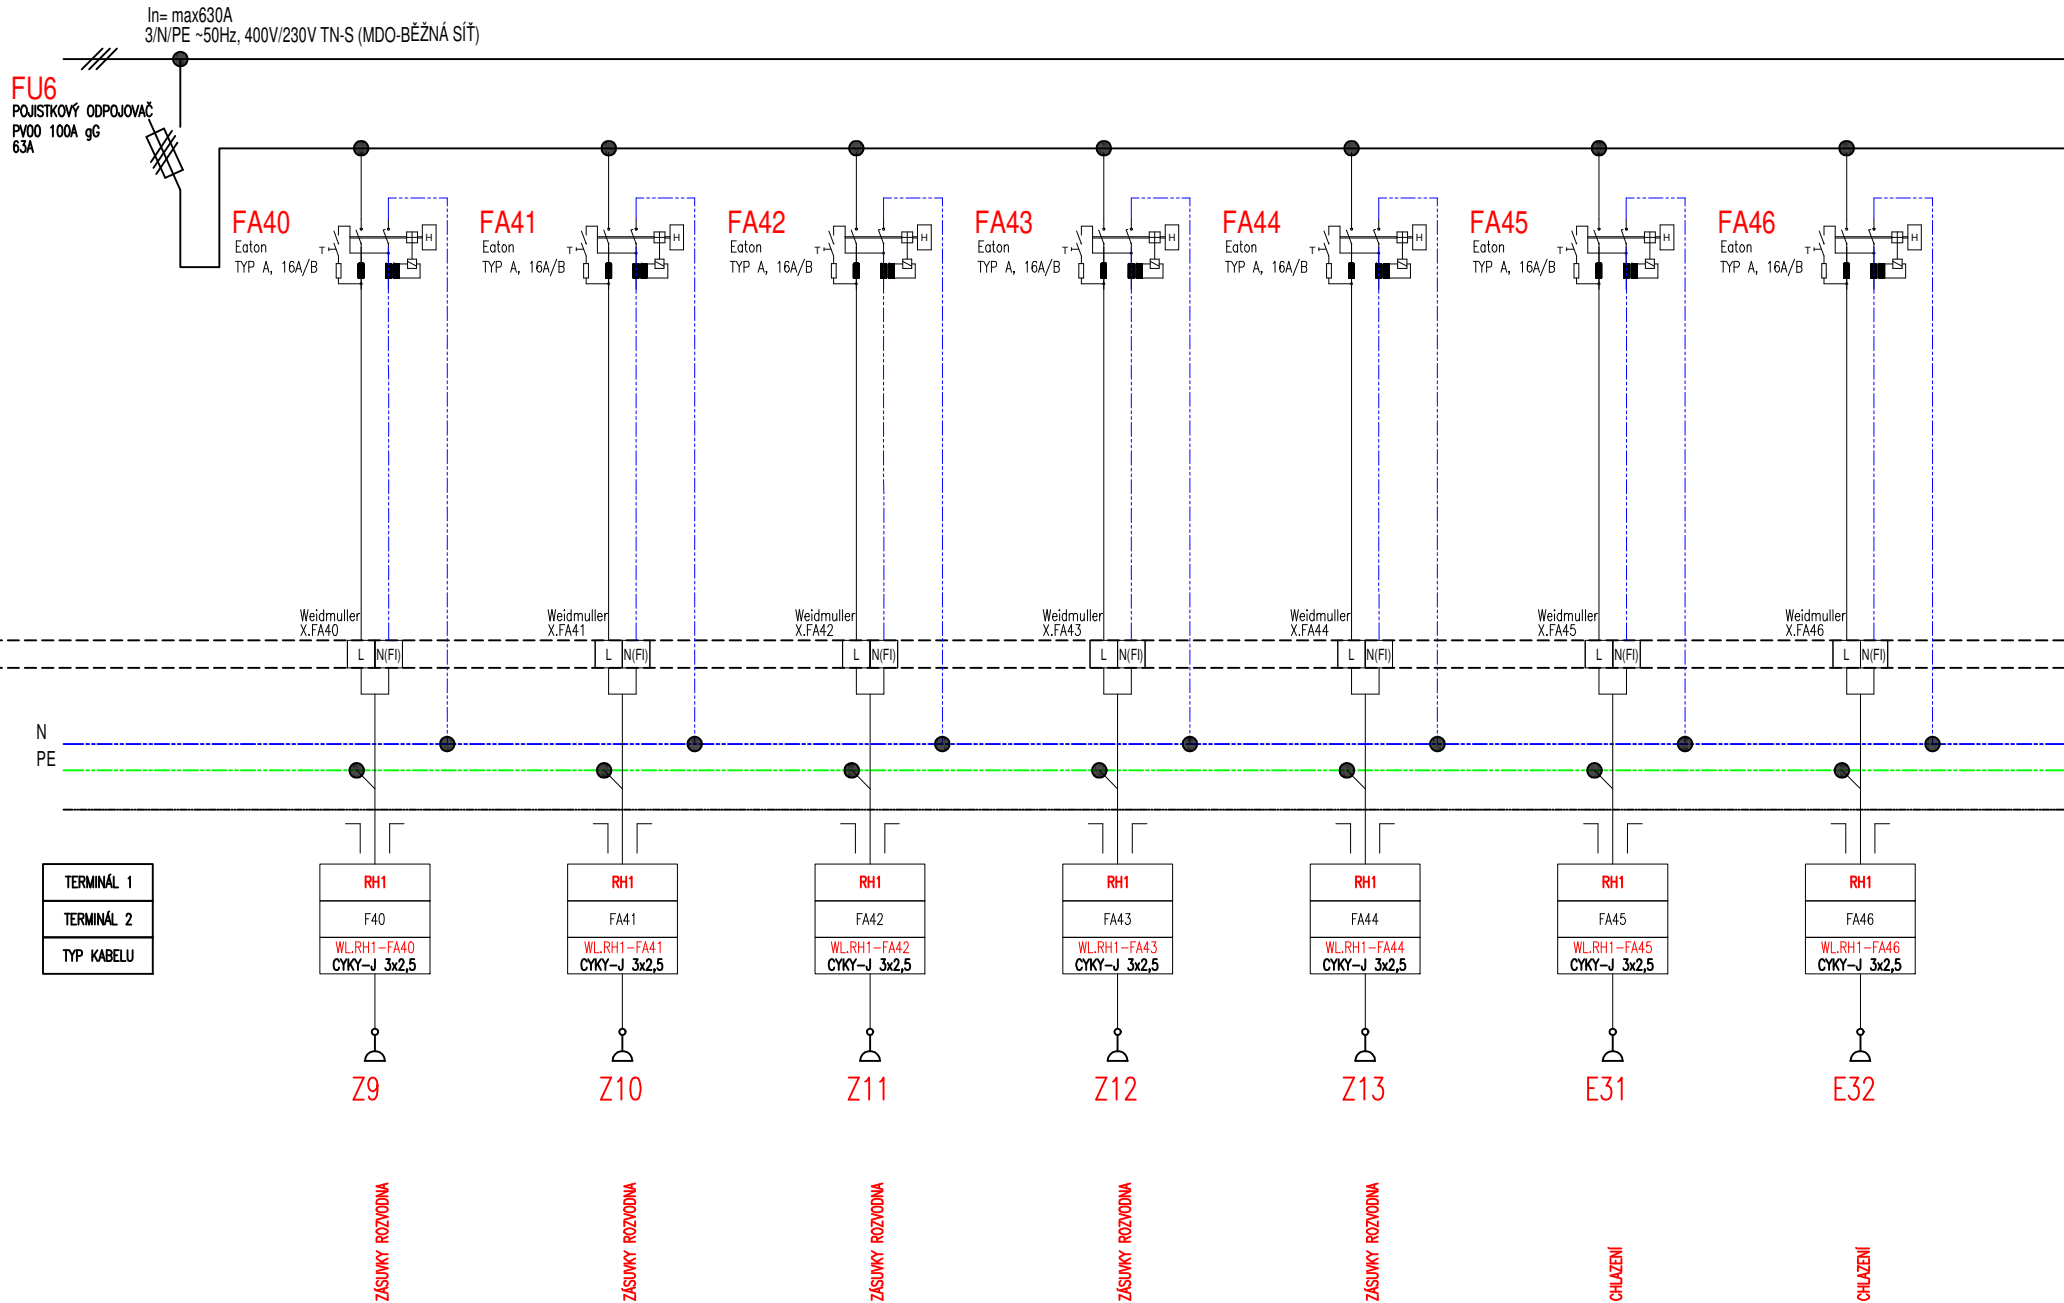 In= max630A
3/N/PE ~50Hz, 400V/230V TN-S (MDO-BĚŽNÁ SÍŤ)
FU6
POJISTKOVÝ ODPOJOVAČ
PV00 100A gG
63A
FA40
Eaton
TYP A, 16A/B
T
H
FA41
Eaton
TYP A, 16A/B
T
H
FA42
Eaton
TYP A, 16A/B
T
H
FA43
Eaton
TYP A, 16A/B
T
H
FA44
Eaton
TYP A, 16A/B
T
H
FA45
Eaton
TYP A, 16A/B
T
H
FA46
Eaton
TYP A, 16A/B
T
H
Weidmuller
X.FA40
L N(FI)
Weidmuller
X.FA41
L N(FI)
Weidmuller
X.FA42
L N(FI)
Weidmuller
X.FA43
L N(FI)
Weidmuller
X.FA44
L N(FI)
Weidmuller
X.FA45
L N(FI)
Weidmuller
X.FA46
L N(FI)
N
PE
TERMINÁL 1
TERMINÁL 2
TYP KABELU
RH1
F40
WL.RH1-FA40
CYKY-J 3x2,5
RH1
FA41
WL.RH1-FA41
CYKY-J 3x2,5
RH1
FA42
WL.RH1-FA42
CYKY-J 3x2,5
RH1
FA43
WL.RH1-FA43
CYKY-J 3x2,5
RH1
FA44
WL.RH1-FA44
CYKY-J 3x2,5
RH1
FA45
WL.RH1-FA45
CYKY-J 3x2,5
RH1
FA46
WL.RH1-FA46
CYKY-J 3x2,5
Z9
Z10
Z11
Z12
Z13
E31
E32
ZÁSUVKY ROZVODNA
ZÁSUVKY ROZVODNA
ZÁSUVKY ROZVODNA
ZÁSUVKY ROZVODNA
ZÁSUVKY ROZVODNA
CHLAZENÍ
CHLAZENÍ